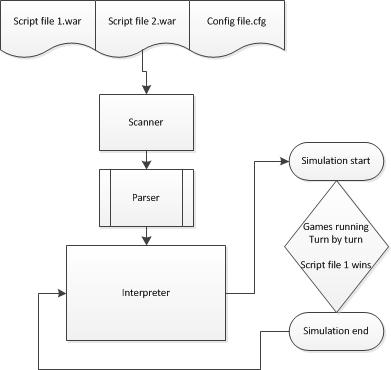 Script file 1.war
Script file 2.war
Config file.cfg
Scanner
Parser
Interpreter
Simulation start
Games running
Turn by turn
Script file 1 wins
Simulation end